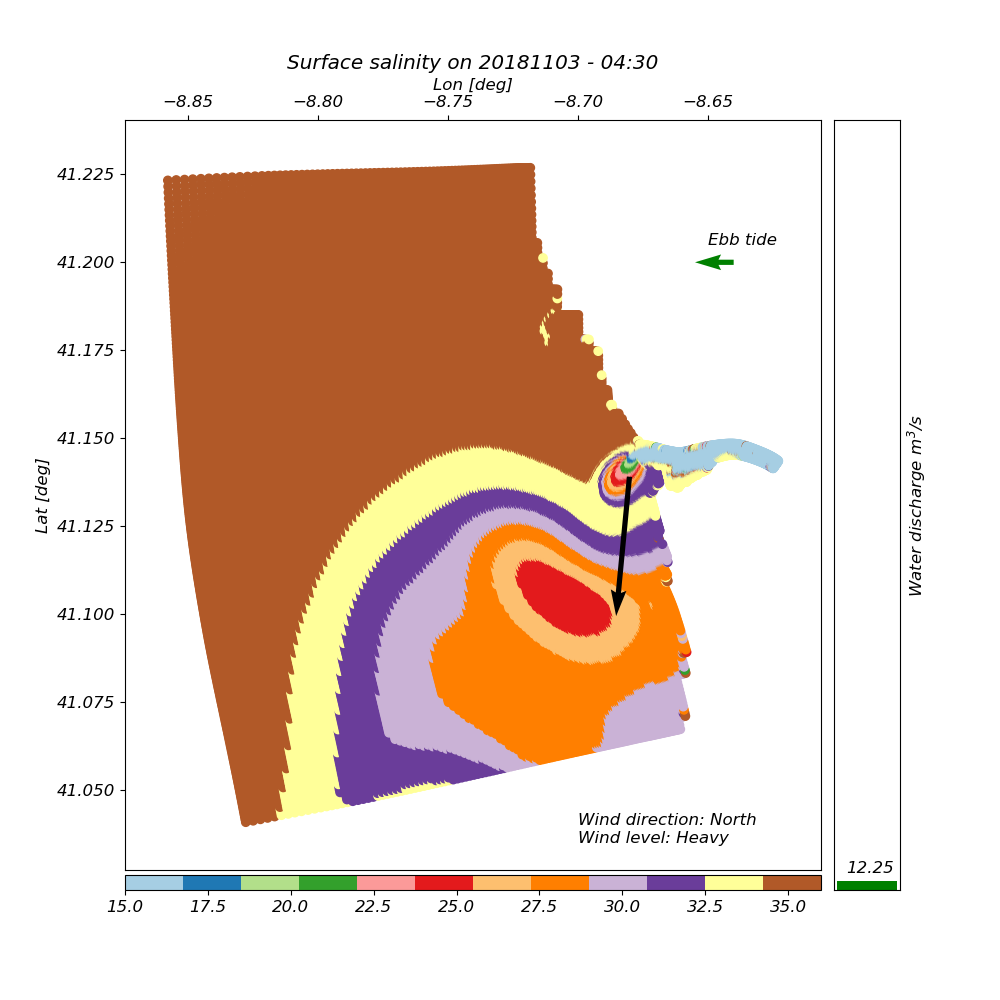 Surface salinity on 20181103 - 04:30
Lon [deg]
−8.85 −8.80 −8.75 −8.70 −8.65
41.225
Ebb tide
41.200
41.175
41.150
41.125
41.100
41.075
41.050
Lat [deg]
Water discharge m³/s
Wind direction: North
Wind level: Heavy
12.25
15.0 17.5 20.0 22.5 25.0 27.5 30.0 32.5 35.0